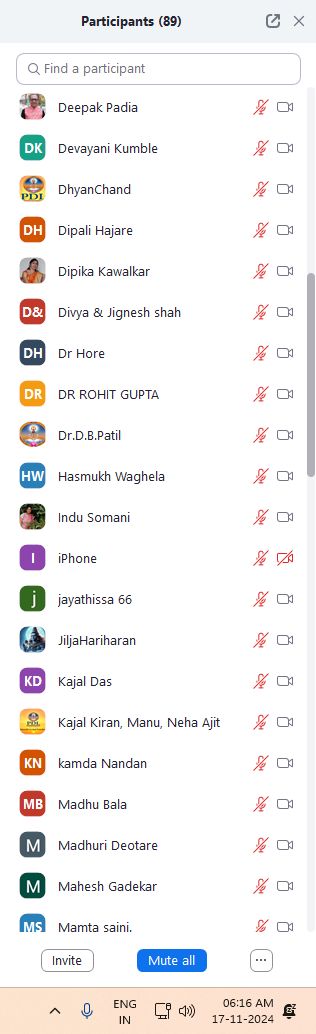 Participants (89)
Find a participant
Deepak Padia
DK Devayani Kumble
PDI DhyanChand
DH Dipali Hajare
Dipika Kawalkar
D& Divya & Jignesh shah
DH Dr Hore
DR DR ROHIT GUPTA
Dr.D.B.Patil
HW Hasmukh Waghela
Indu Somani
I iPhone
j jayathissa 66
JiljaHariharan
KD Kajal Das
PDI Kajal Kiran, Manu, Neha Ajit
KN kamda Nandan
MB Madhu Bala
M Madhuri Deotare
M Mahesh Gadekar
MS Mamta saini.
Invite Mute all ...
ENG 06:16 AM
IN 17-11-2024